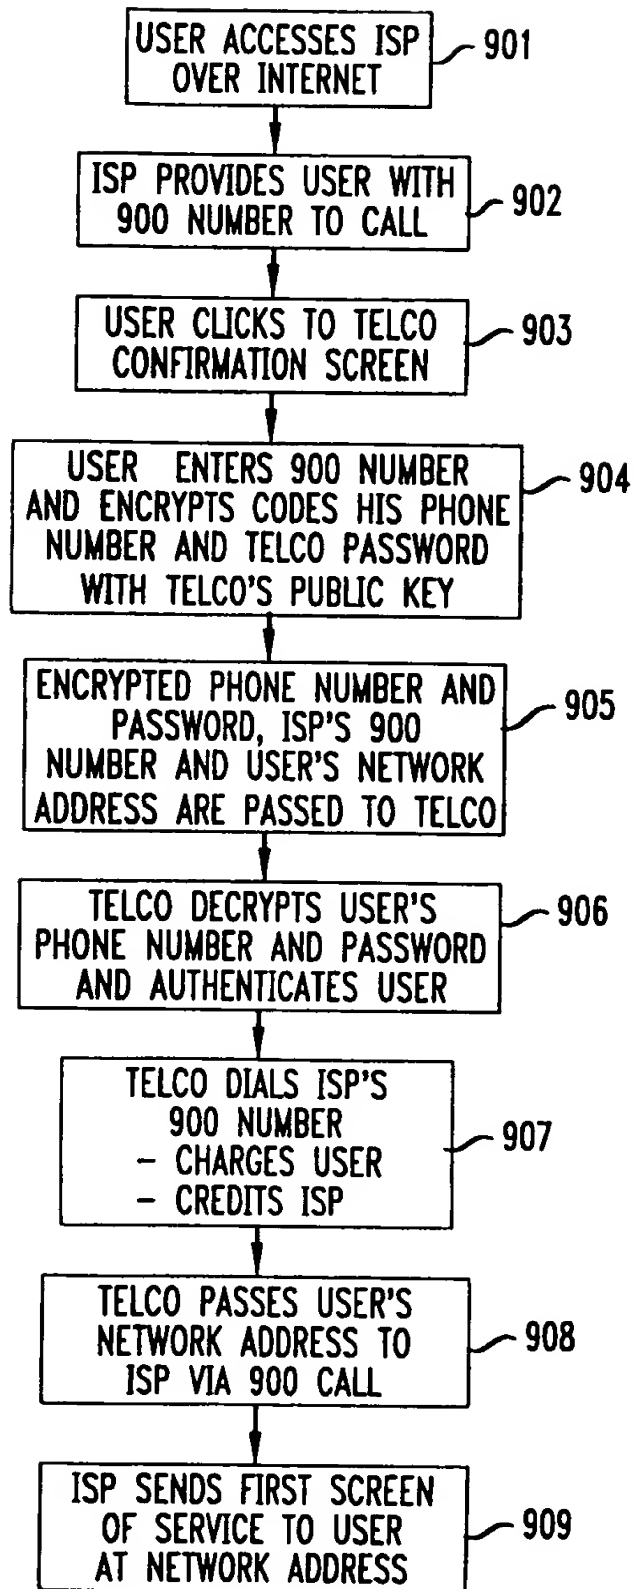 USER ACCESSES ISP
OVER INTERNET
901
ISP PROVIDES USER WITH
900 NUMBER TO CALL
902
USER CLICKS TO TELCO
CONFIRMATION SCREEN
903
USER ENTERS 900 NUMBER
AND ENCRYPTS CODES HIS PHONE
NUMBER AND TELCO PASSWORD
WITH TELCO'S PUBLIC KEY
904
ENCRYPTED PHONE NUMBER AND
PASSWORD, ISP'S 900
NUMBER AND USER'S NETWORK
ADDRESS ARE PASSED TO TELCO
905
TELCO DECRYPTS USER'S
PHONE NUMBER AND PASSWORD
AND AUTHENTICATES USER
906
TELCO DIALS ISP'S
900 NUMBER
- CHARGES USER
- CREDITS ISP
907
TELCO PASSES USER'S
NETWORK ADDRESS TO
ISP VIA 900 CALL
908
ISP SENDS FIRST SCREEN
OF SERVICE TO USER
AT NETWORK ADDRESS
909